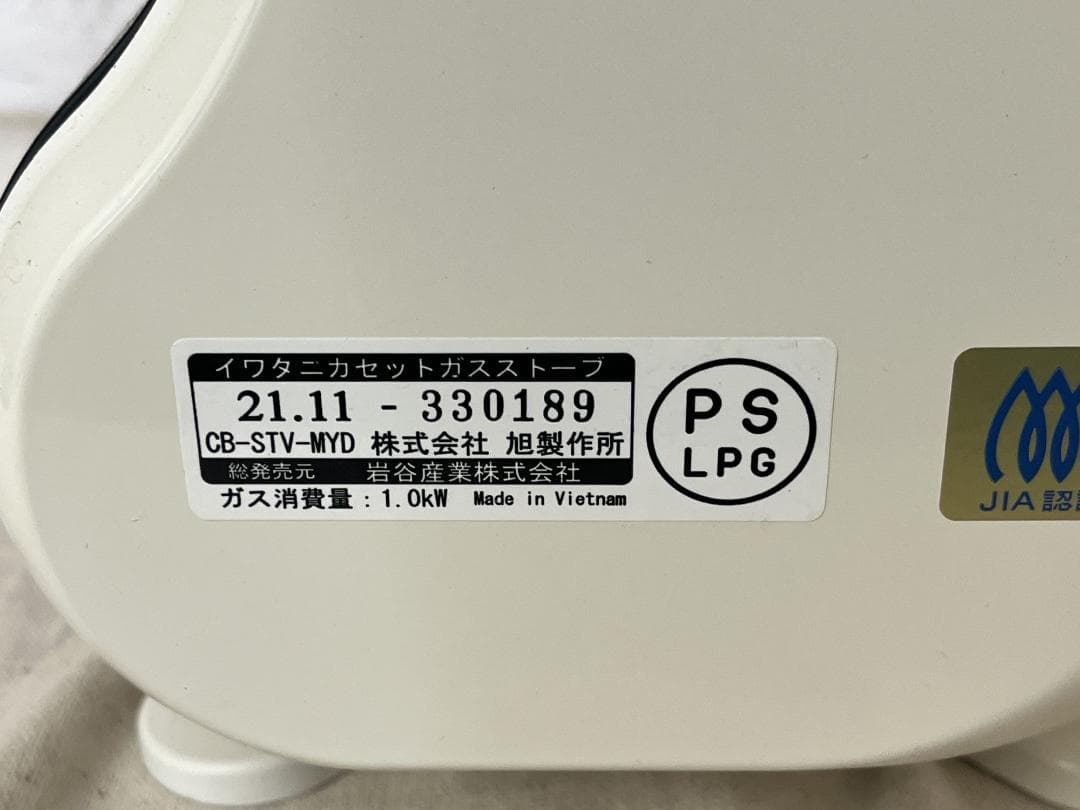 イワタニカセットガスストーブ
21.11 - 330189
CB-STV-MYD 株式会社 旭製作所
総発売元 岩谷産業株式会社
ガス消費量：1.0kW Made in Vietnam
PS
LPG
JIA 認